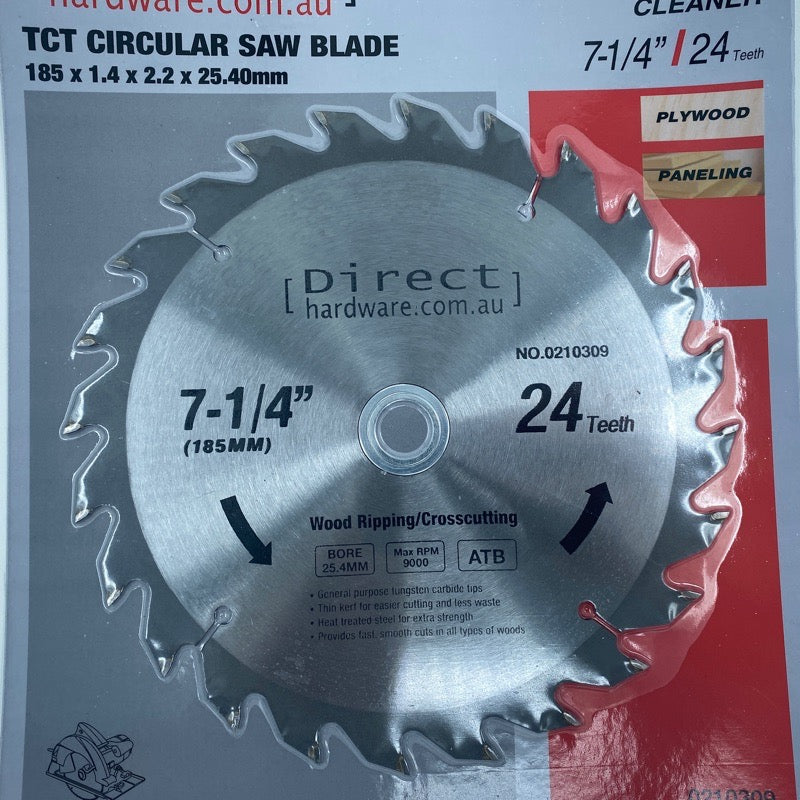 hardware.com.au ]
CLEANER
TCT CIRCULAR SAW BLADE
185 x 1.4 x 2.2 x 25.40mm
7-1/4” / 24 Teeth
PLYWOOD
PANELING
[ Direct
hardware.com.au ]
NO.0210309
7-1/4”
(185MM)
24 Teeth
Wood Ripping/Crosscutting
BORE
25.4MM
Max RPM
9000
ATB
• General purpose tungsten carbide tips
• Thin kerf for easier cutting and less waste
• Heat treated steel for extra strength
• Provides fast, smooth cuts in all types of woods
0210309